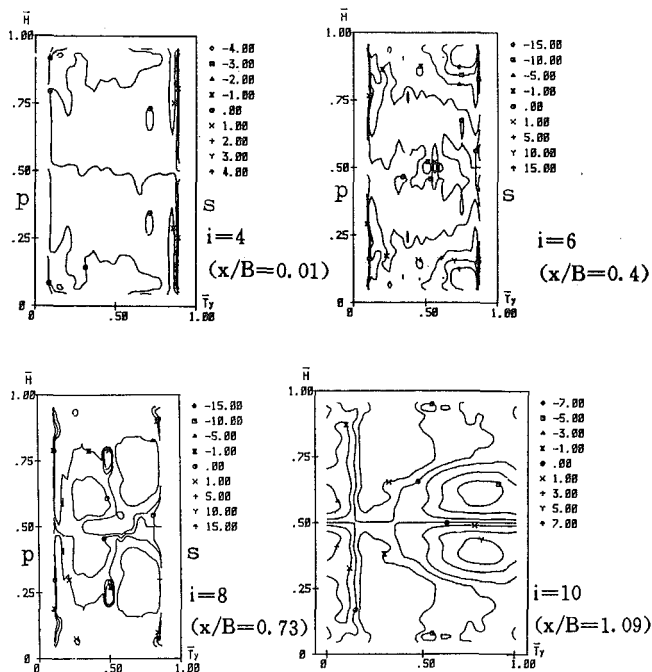 H̄
1.00
.75
.50
.25
0
.50
1.00
T̄y
p
s
-4.00
-3.00
-2.00
-1.00
.00
1.00
2.00
3.00
4.00
i=4
(x/B=0.01)
H̄
1.00
.75
.50
.25
0
.50
1.00
T̄y
p
s
-15.00
-10.00
-5.00
-1.00
.00
1.00
5.00
10.00
15.00
i=6
(x/B=0.4)
H̄
1.00
.75
.50
.25
0
.50
1.00
T̄y
p
s
-15.00
-10.00
-5.00
-1.00
.00
1.00
5.00
10.00
15.00
i=8
(x/B=0.73)
H̄
1.00
.75
.50
.25
0
.50
1.00
T̄y
-7.00
-5.00
-3.00
-1.00
.00
1.00
3.00
5.00
7.00
i=10
(x/B=1.09)